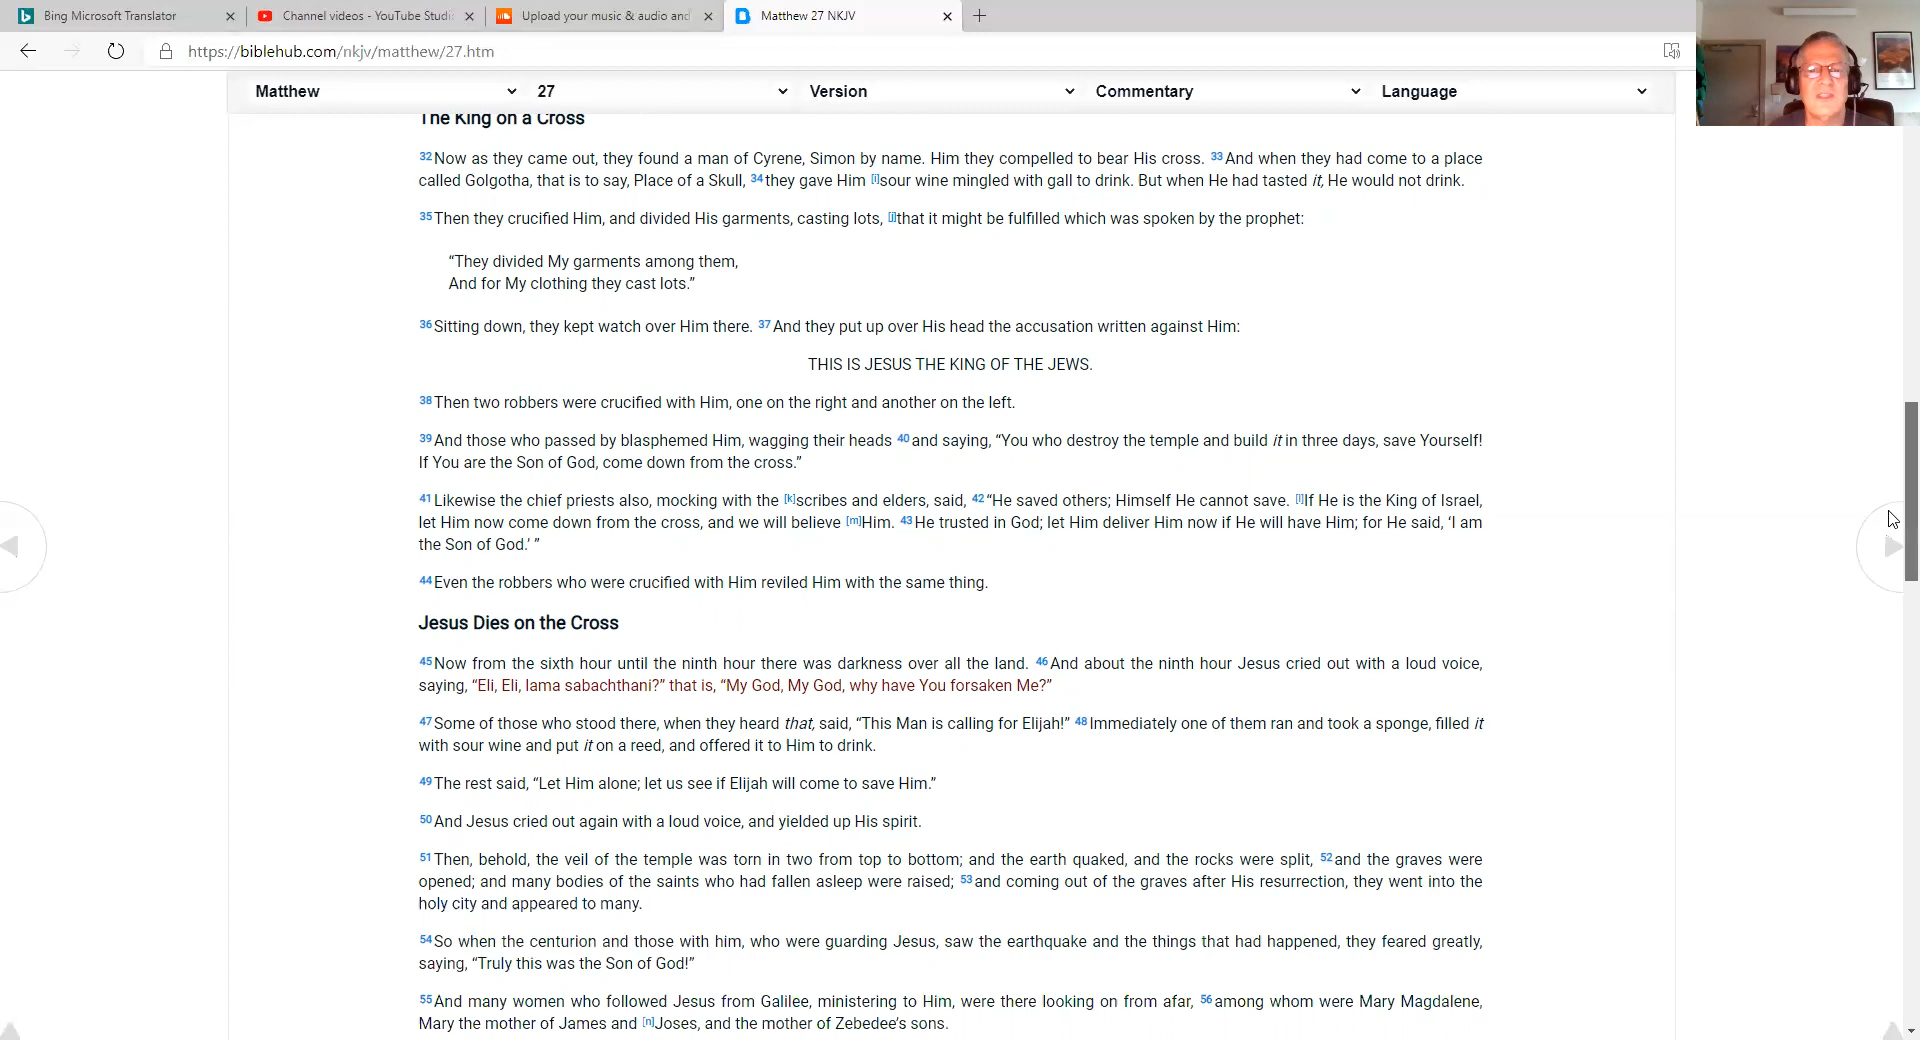 Bing Microsoft Translator
Channel videos - YouTube Studi
Upload your music & audio and
Matthew 27 NKJV
https://biblehub.com/nkjv/matthew/27.htm
Matthew 27 Version Commentary Language
The King on a Cross
32Now as they came out, they found a man of Cyrene, Simon by name. Him they compelled to bear His cross. 33And when they had come to a place
called Golgotha, that is to say, Place of a Skull, 34they gave Him [i]sour wine mingled with gall to drink. But when He had tasted it, He would not drink.
35Then they crucified Him, and divided His garments, casting lots, [j]that it might be fulfilled which was spoken by the prophet:
“They divided My garments among them,
And for My clothing they cast lots.”
36Sitting down, they kept watch over Him there. 37And they put up over His head the accusation written against Him:
THIS IS JESUS THE KING OF THE JEWS.
38Then two robbers were crucified with Him, one on the right and another on the left.
39And those who passed by blasphemed Him, wagging their heads 40and saying, “You who destroy the temple and build it in three days, save Yourself!
If You are the Son of God, come down from the cross.”
41Likewise the chief priests also, mocking with the [k]scribes and elders, said, 42“He saved others; Himself He cannot save. [l]If He is the King of Israel,
let Him now come down from the cross, and we will believe [m]Him. 43He trusted in God; let Him deliver Him now if He will have Him; for He said, ‘I am
the Son of God.’ ”
44Even the robbers who were crucified with Him reviled Him with the same thing.
Jesus Dies on the Cross
45Now from the sixth hour until the ninth hour there was darkness over all the land. 46And about the ninth hour Jesus cried out with a loud voice,
saying, “Eli, Eli, lama sabachthani?” that is, “My God, My God, why have You forsaken Me?”
47Some of those who stood there, when they heard that, said, “This Man is calling for Elijah!” 48Immediately one of them ran and took a sponge, filled it
with sour wine and put it on a reed, and offered it to Him to drink.
49The rest said, “Let Him alone; let us see if Elijah will come to save Him.”
50And Jesus cried out again with a loud voice, and yielded up His spirit.
51Then, behold, the veil of the temple was torn in two from top to bottom; and the earth quaked, and the rocks were split, 52and the graves were
opened; and many bodies of the saints who had fallen asleep were raised; 53and coming out of the graves after His resurrection, they went into the
holy city and appeared to many.
54So when the centurion and those with him, who were guarding Jesus, saw the earthquake and the things that had happened, they feared greatly,
saying, “Truly this was the Son of God!”
55And many women who followed Jesus from Galilee, ministering to Him, were there looking on from afar, 56among whom were Mary Magdalene,
Mary the mother of James and [n]Joses, and the mother of Zebedee’s sons.